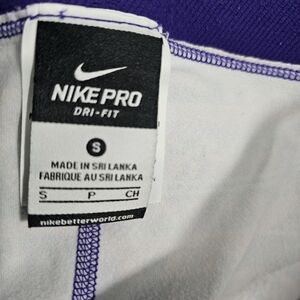 NIKE PRO
DRI-FIT
S
MADE IN SRI LANKA
FABRIQUE AU SRI LANKA
S P CH
nikebetterworld.com